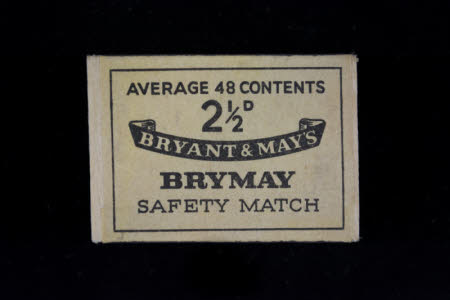 AVERAGE 48 CONTENTS
2½D
BRYANT & MAY'S
BRYMAY
SAFETY MATCH